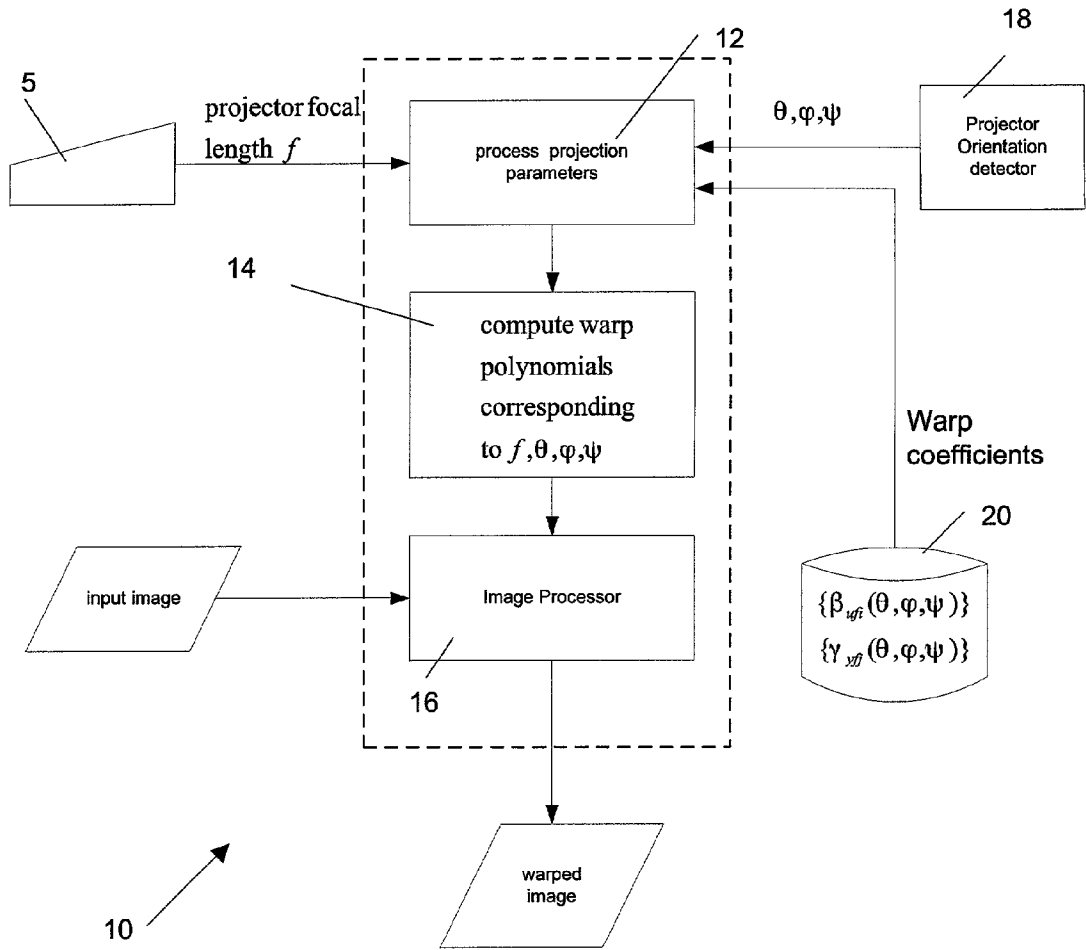 12
18
5
projector focal
length f
θ,φ,ψ
process projection
parameters
Projector
Orientation
detector
14
compute warp
polynomials
corresponding
to f,θ,φ,ψ
Warp
coefficients
20
input image
Image Processor
{β (θ,φ,ψ)}
{γ (θ,φ,ψ)}
16
warped
image
10